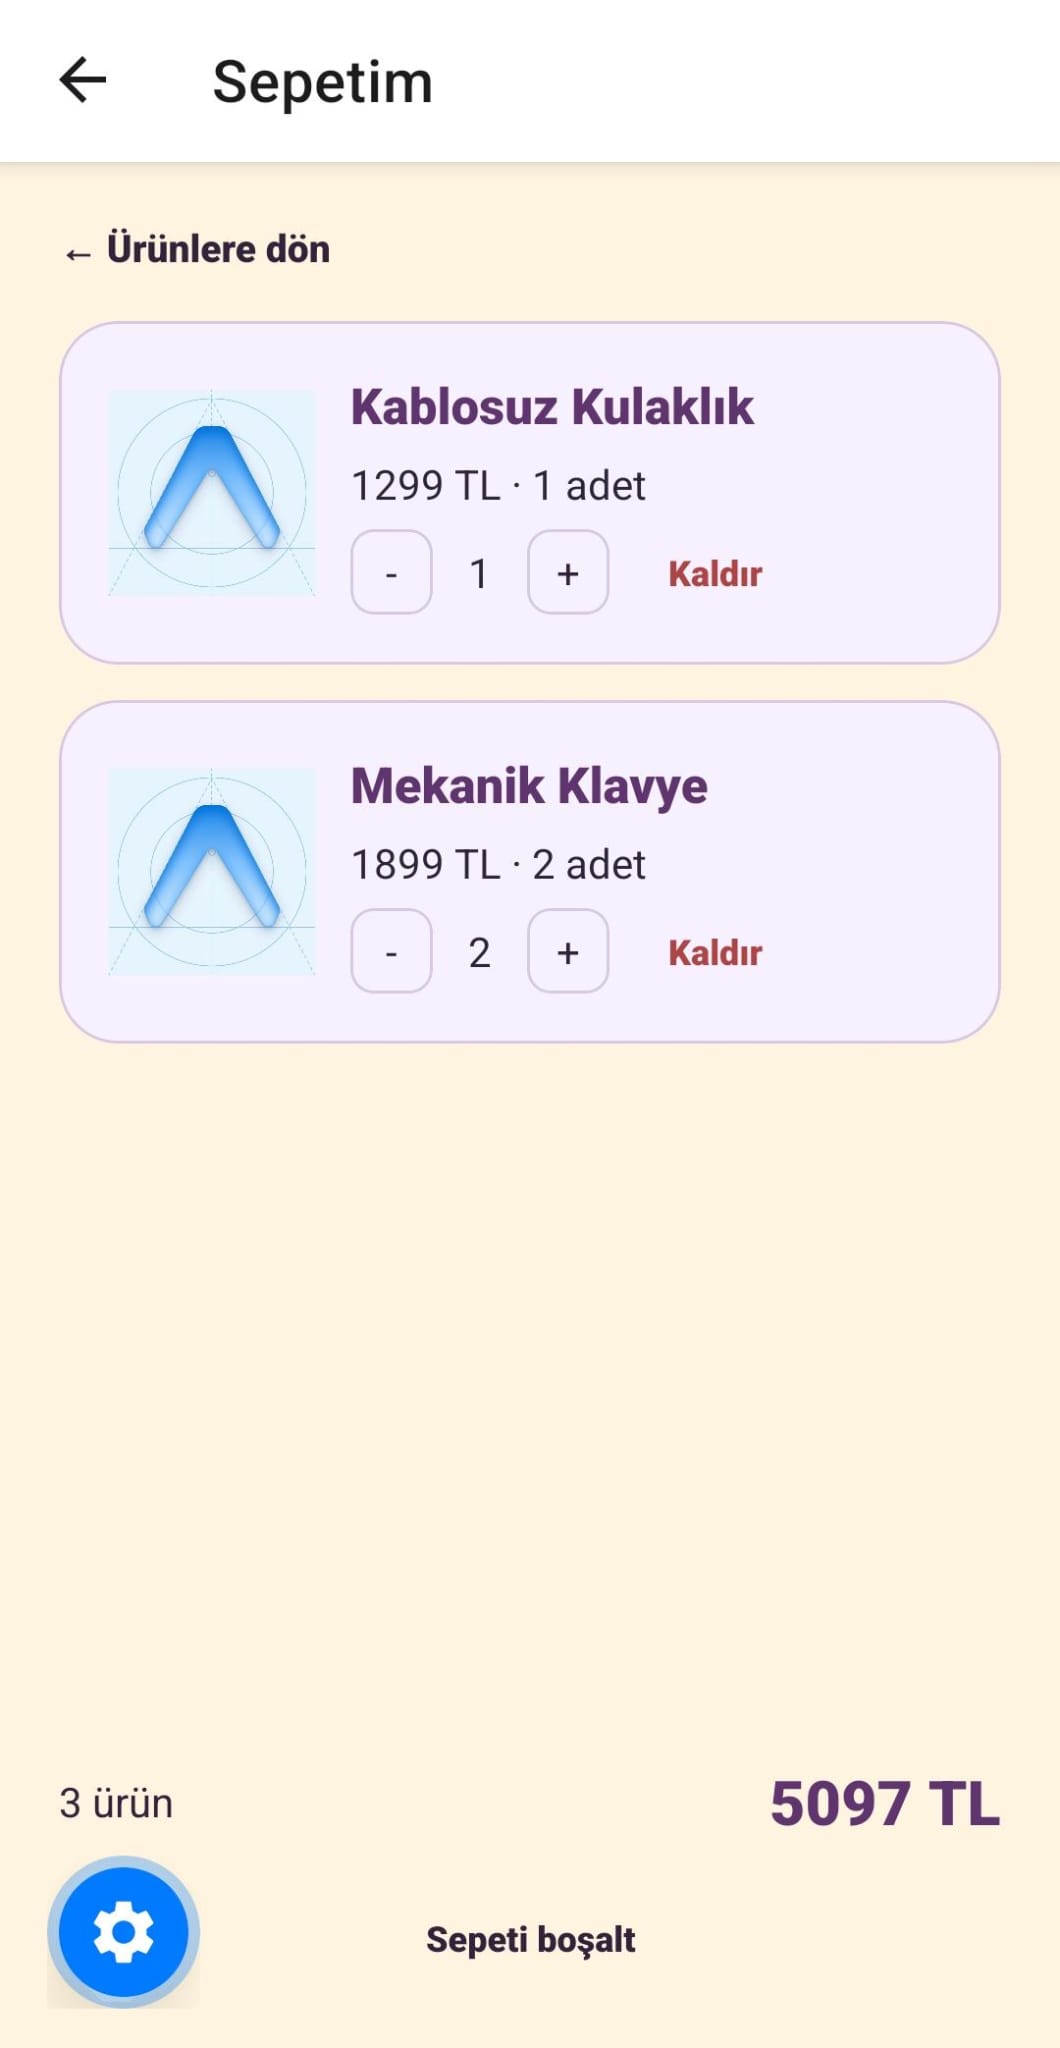 Sepetim
← Ürünlere dön
Kablosuz Kulaklık
1299 TL · 1 adet
- 1 + Kaldır
Mekanik Klavye
1899 TL · 2 adet
- 2 + Kaldır
3 ürün 5097 TL
Sepeti boşalt